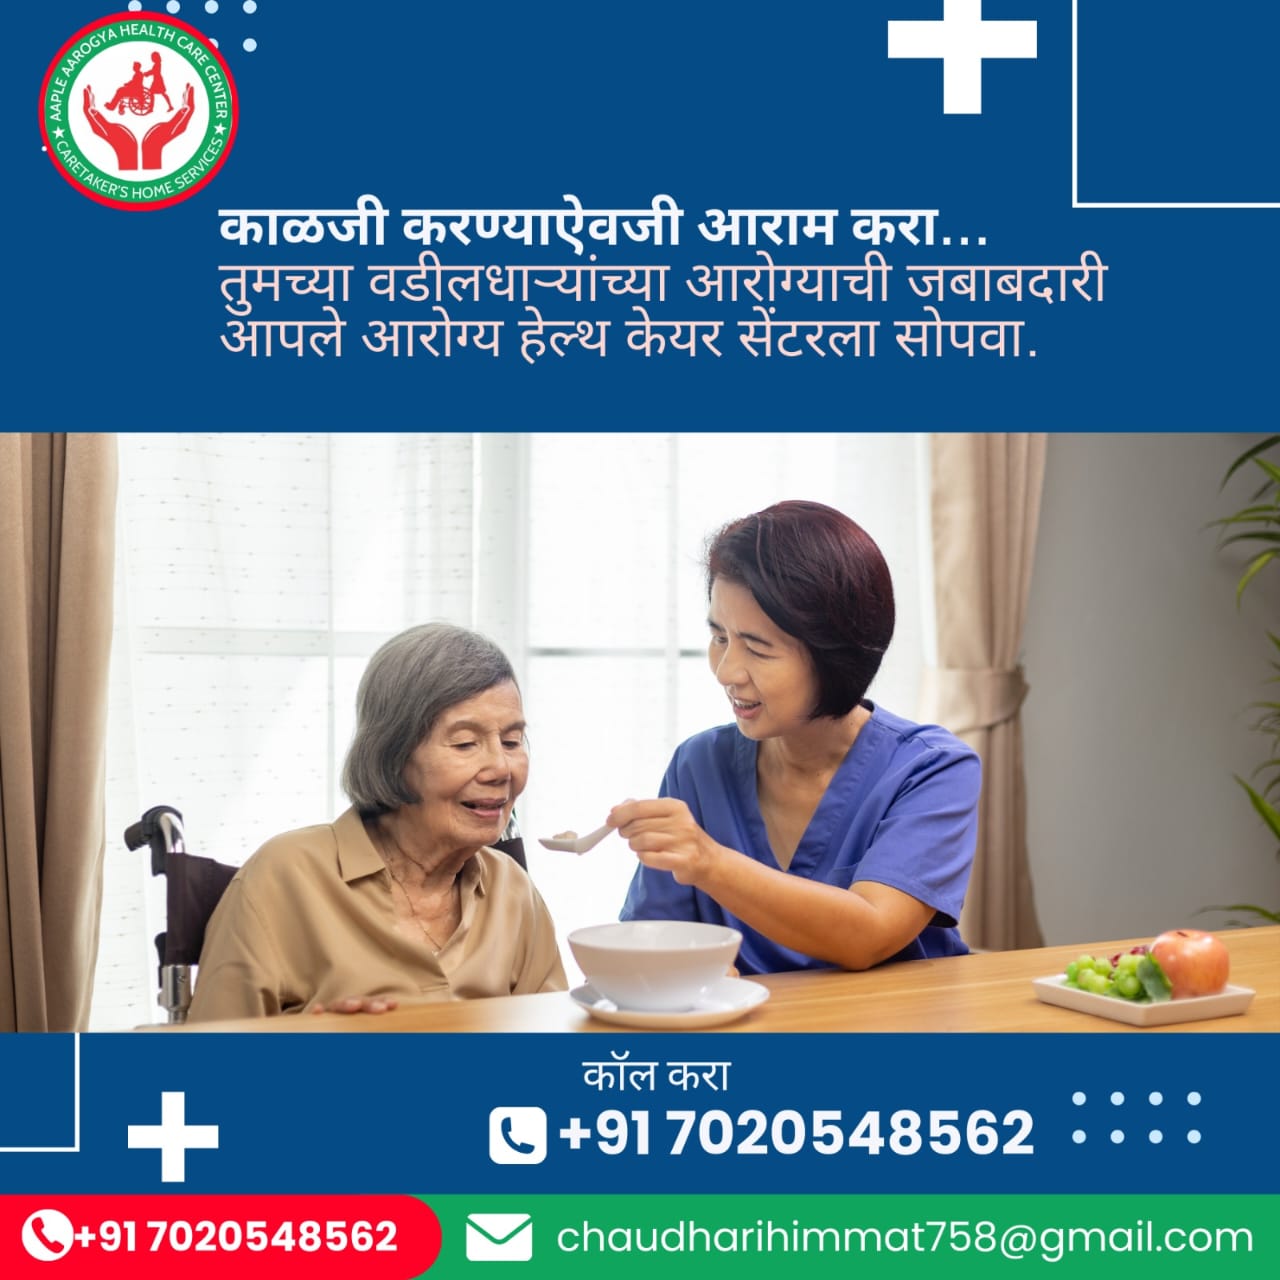 AAPLE AAROGYA HEALTH CARE CENTER
★ CARETAKER'S HOME SERVICES ★
काळजी करण्याऐवजी आराम करा...
तुमच्या वडीलधाऱ्यांच्या आरोग्याची जबाबदारी
आपले आरोग्य हेल्थ केयर सेंटरला सोपवा.
कॉल करा
+91 7020548562
+91 7020548562
chaudharihimmat758@gmail.com